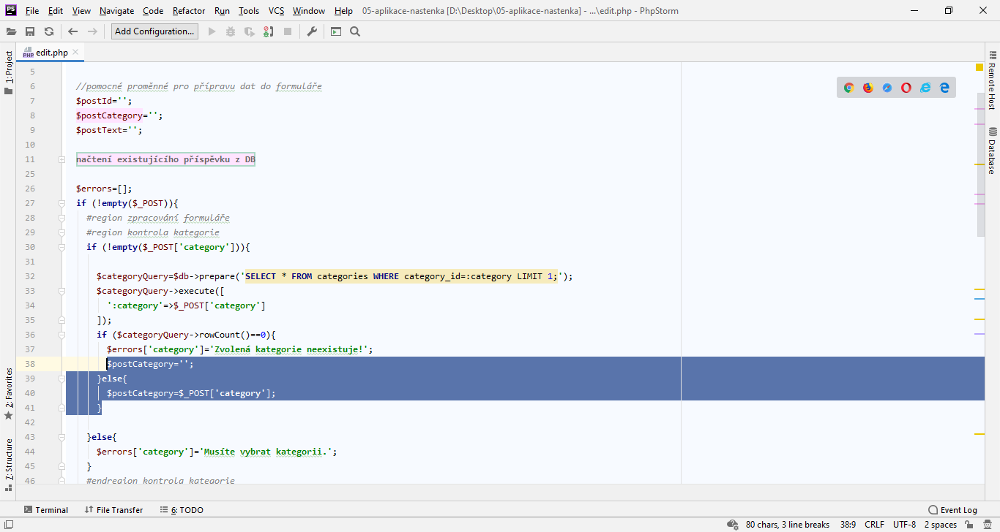 PS File Edit View Navigate Code Refactor Run Tools VCS Window Help 05-aplikace-nastenka [D:\Desktop\05-aplikace-nastenka] - ...\edit.php - PhpStorm
Add Configuration...
1: Project
PHP edit.php
5
6 //pomocné proměnné pro přípravu dat do formuláře
7 $postId='';
8 $postCategory='';
9 $postText='';
10
11 načtení existujícího příspěvku z DB
25
26 $errors=[];
27 if (!empty($_POST)){
28 #region zpracování formuláře
29 #region kontrola kategorie
30 if (!empty($_POST['category'])){
31
32 $categoryQuery=$db->prepare('SELECT * FROM categories WHERE category_id=:category LIMIT 1;');
33 $categoryQuery->execute([
34 ':category'=>$_POST['category']
35 ]);
36 if ($categoryQuery->rowCount()==0){
37 $errors['category']='Zvolená kategorie neexistuje!';
38 $postCategory='';
39 }else{
40 $postCategory=$_POST['category'];
41 }
42
43 }else{
44 $errors['category']='Musíte vybrat kategorii.';
45 }
46 #endregion kontrola kategorie
Remote Host
Database
2: Favorites
7: Structure
Terminal File Transfer 6: TODO Event Log
80 chars, 3 line breaks 38:9 CRLF UTF-8 2 spaces